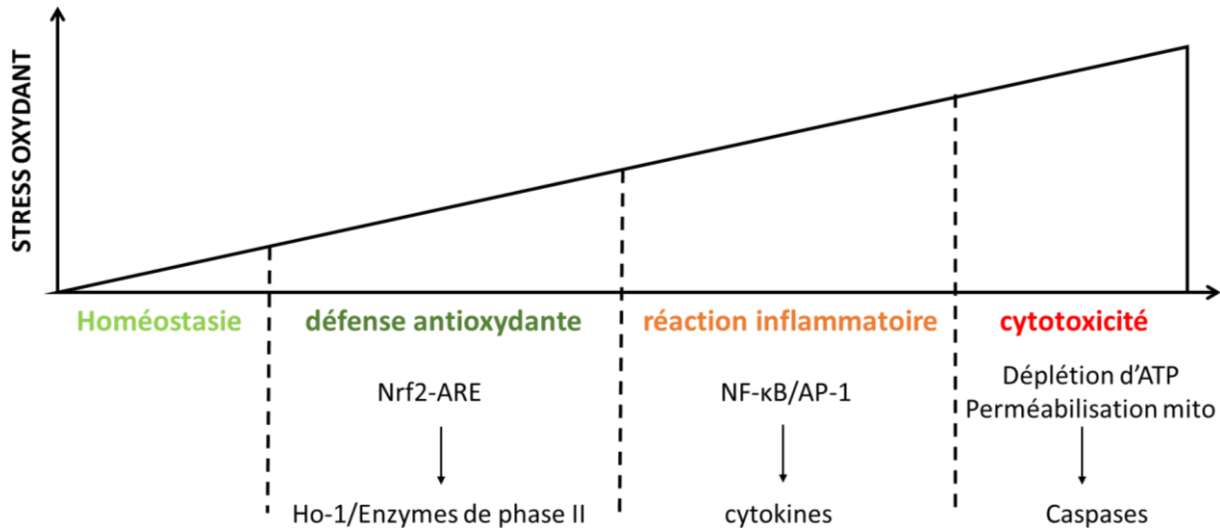 STRESS OXYDANT
Homéostasie
défense antioxydante
réaction inflammatoire
cytotoxicité
Nrf2-ARE
NF-κB/AP-1
Déplétion d'ATP
Perméabilisation mito
Ho-1/Enzymes de phase II
cytokines
Caspases